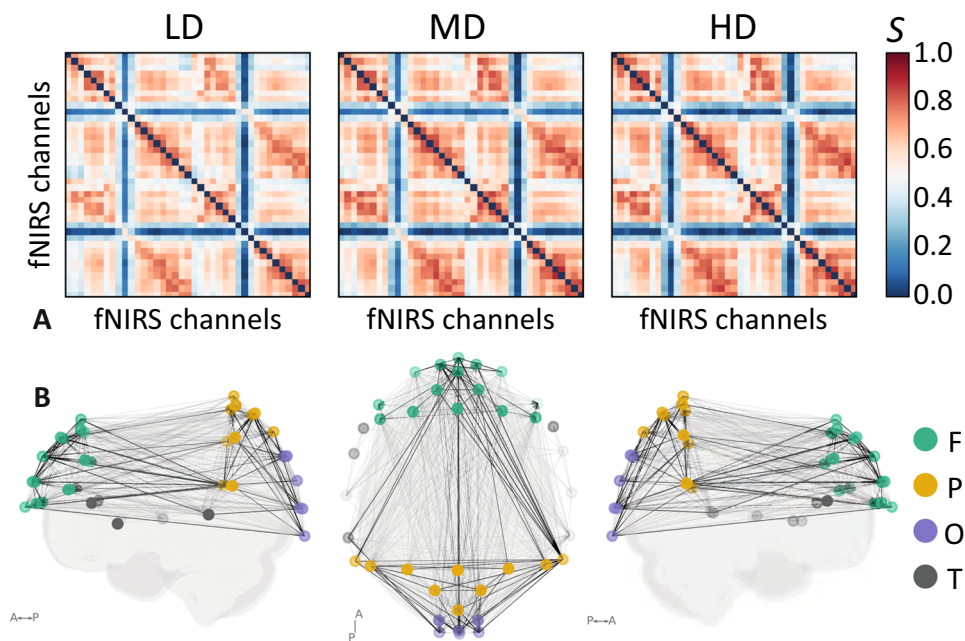 LD MD HD S
fNIRS channels
1.0
0.8
0.6
0.4
0.2
0.0
A fNIRS channels fNIRS channels fNIRS channels
B
F
P
O
T
A↔P
A
P
P↔A